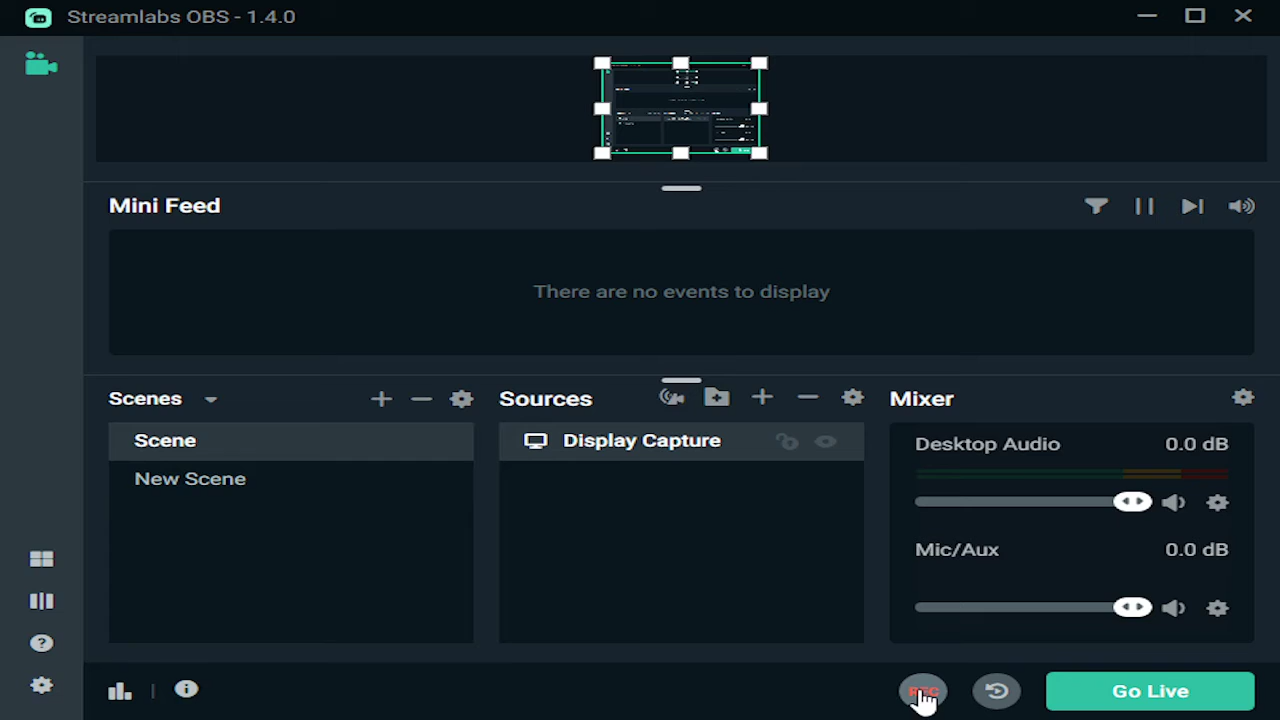 Streamlabs OBS - 1.4.0
Mini Feed
There are no events to display
Scenes
Scene
New Scene
Sources
Display Capture
Mixer
Desktop Audio 0.0 dB
Mic/Aux 0.0 dB
REC
Go Live